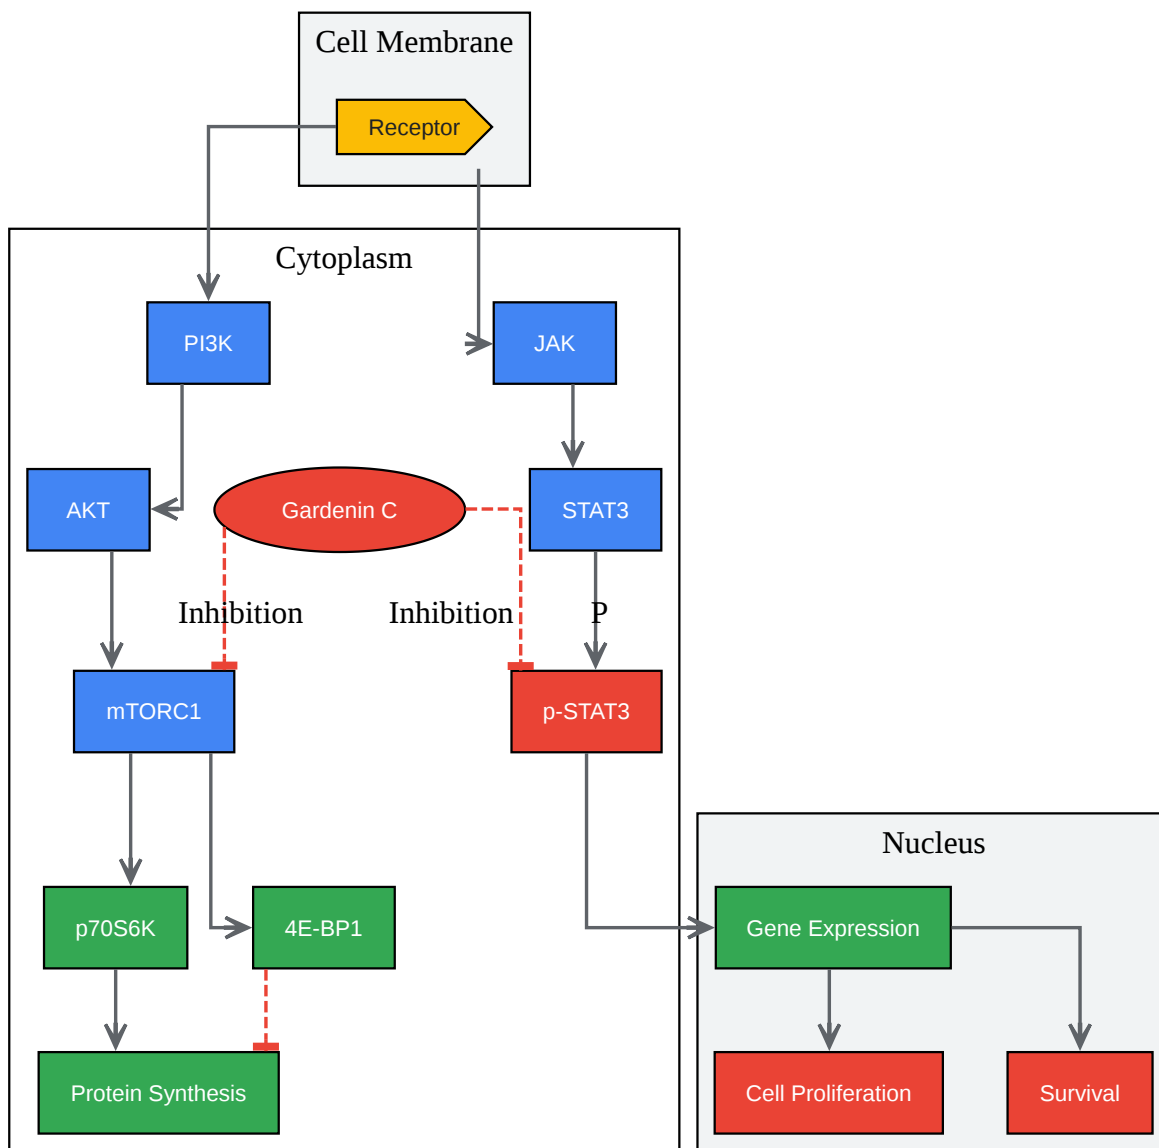 Cell Membrane
Receptor
Cytoplasm
PI3K
JAK
AKT
Gardenin C
STAT3
Inhibition
Inhibition
P
mTORC1
p-STAT3
Nucleus
p70S6K
4E-BP1
Gene Expression
Protein Synthesis
Cell Proliferation
Survival